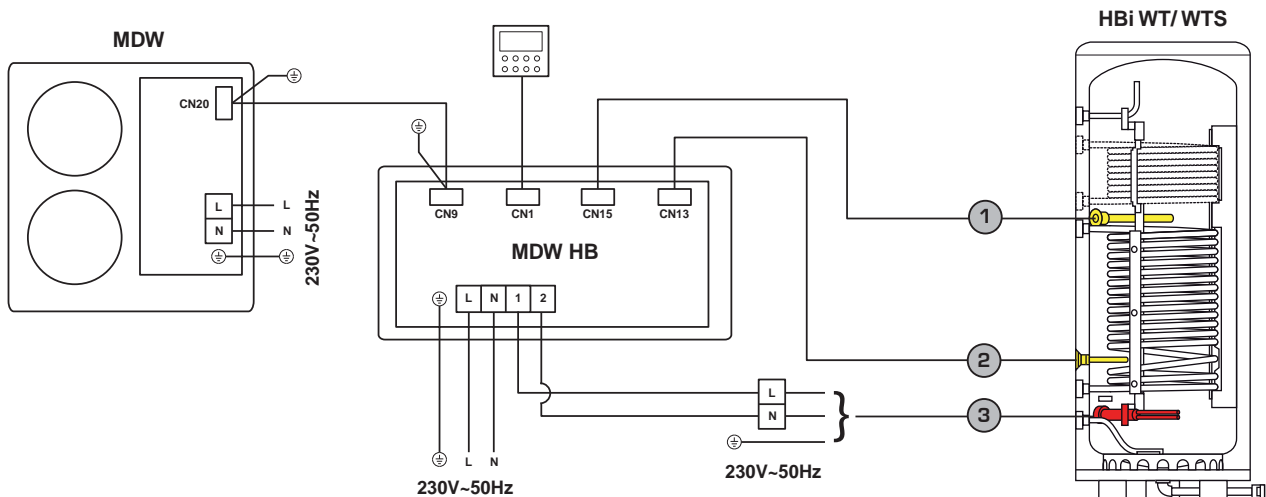 HBi WT/ WTS
MDW
CN20
L L
N N
230V~50Hz
CN9 CN1 CN15 CN13
MDW HB
L N 1 2
1
2
3
L
N
L N
230V~50Hz
230V~50Hz